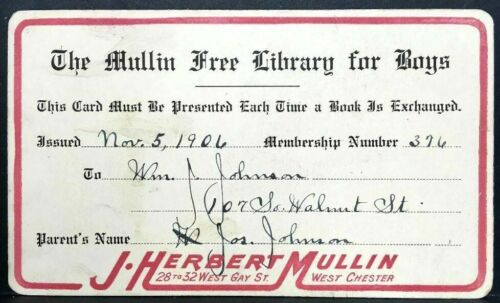 The Mullin Free Library for Boys
This Card Must Be Presented Each Time a Book Is Exchanged.
Issued Nov. 5, 1906 Membership Number 376
To Wm. J. Johnson
107 So. Walnut St.
Parent's Name Jos. Johnson
J. HERBERT MULLIN
28 TO 32 WEST GAY ST. WEST CHESTER